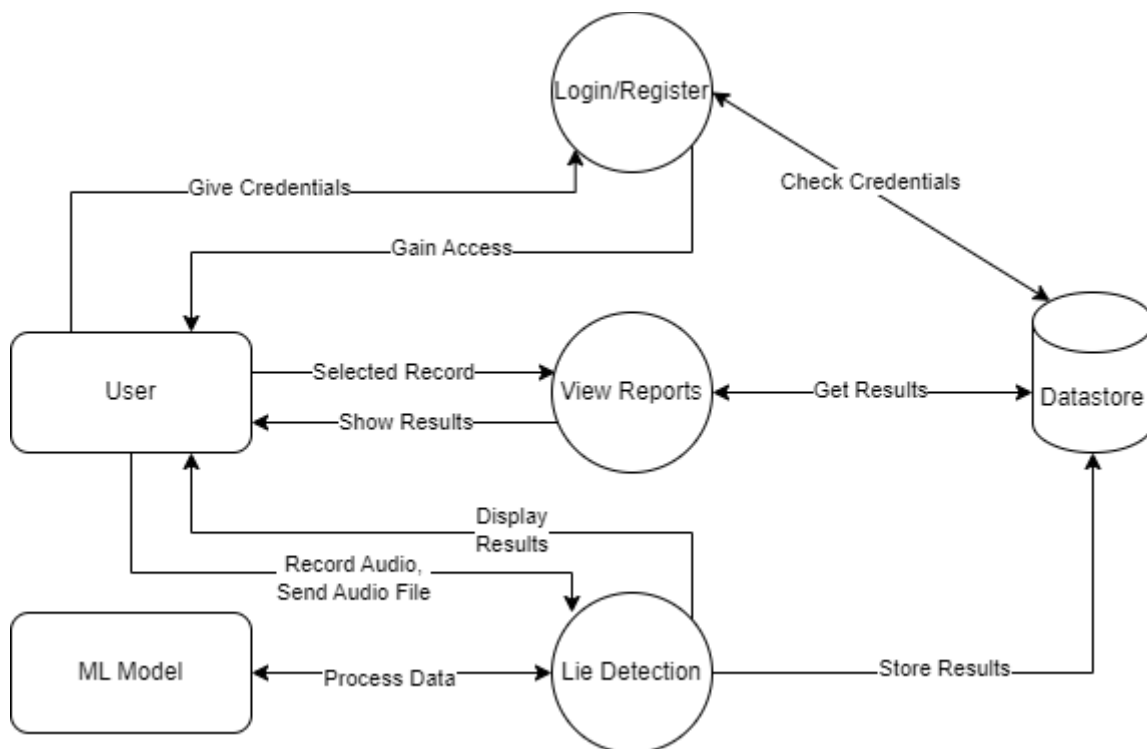 Login/Register
Give Credentials
Check Credentials
Gain Access
User
Selected Record
View Reports
Get Results
Datastore
Show Results
Display
Results
Record Audio,
Send Audio File
ML Model
Process Data
Lie Detection
Store Results